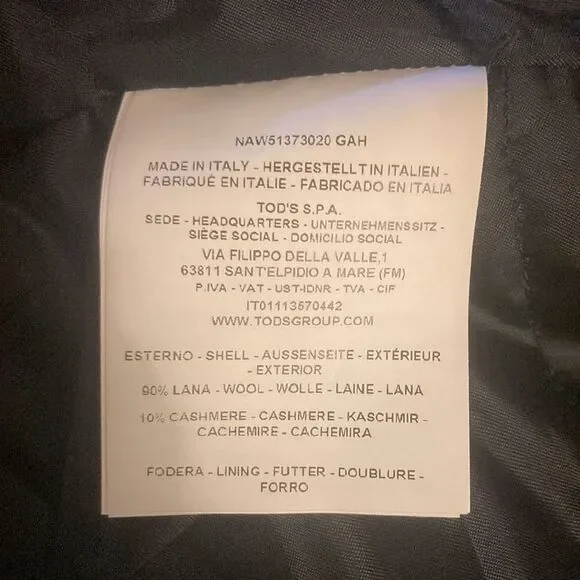 NAW51373020 GAH
MADE IN ITALY - HERGESTELLT IN ITALIEN -
FABRIQUÉ EN ITALIE - FABRICADO EN ITALIA
TOD'S S.P.A.
SEDE - HEADQUARTERS - UNTERNEHMENSSITZ -
SIÈGE SOCIAL - DOMICILIO SOCIAL
VIA FILIPPO DELLA VALLE,1
63811 SANT'ELPIDIO A MARE (FM)
P.IVA - VAT - UST-IDNR - TVA - CIF
IT01113570442
WWW.TODSGROUP.COM
ESTERNO - SHELL - AUSSENSEITE - EXTÉRIEUR
- EXTERIOR
90% LANA - WOOL - WOLLE - LAINE - LANA
10% CASHMERE - CASHMERE - KASCHMIR -
CACHEMIRE - CACHEMIRA
FODERA - LINING - FUTTER - DOUBLURE -
FORRO